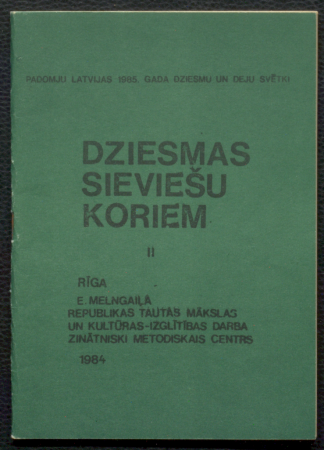 PADOMJU LATVIJAS 1985. GADA DZIESMU UN DEJU SVĒTKI
DZIESMAS
SIEVIEŠU
KORIEM
II
RĪGA
E. MELNGAIĻA
REPUBLIKAS TAUTAS MĀKSLAS
UN KULTŪRAS-IZGLĪTĪBAS DARBA
ZINĀTNISKI METODISKAIS CENTRS
1984